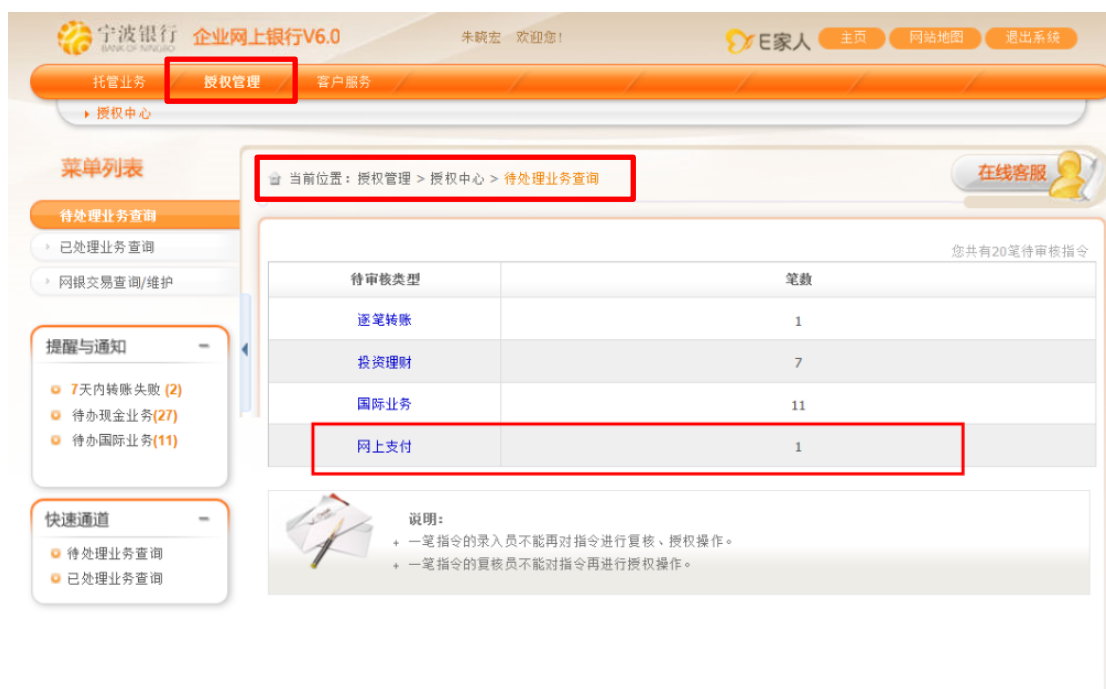 宁波银行 企业网上银行V6.0 朱晓宏 欢迎您! E家人 主页 网站地图 退出系统
BANK OF NINGBO
托管业务 授权管理 客户服务
授权中心
菜单列表
当前位置：授权管理 > 授权中心 > 待处理业务查询
在线客服
待处理业务查询
已处理业务查询
网银交易查询/维护
您共有20笔待审核指令
待审核类型 笔数
逐笔转账 1
投资理财 7
国际业务 11
网上支付 1
提醒与通知
7天内转账失败 (2)
待办现金业务(27)
待办国际业务(11)
快速通道
待处理业务查询
已处理业务查询
说明：
+ 一笔指令的录入员不能再对指令进行复核、授权操作。
+ 一笔指令的复核员不能对指令再进行授权操作。